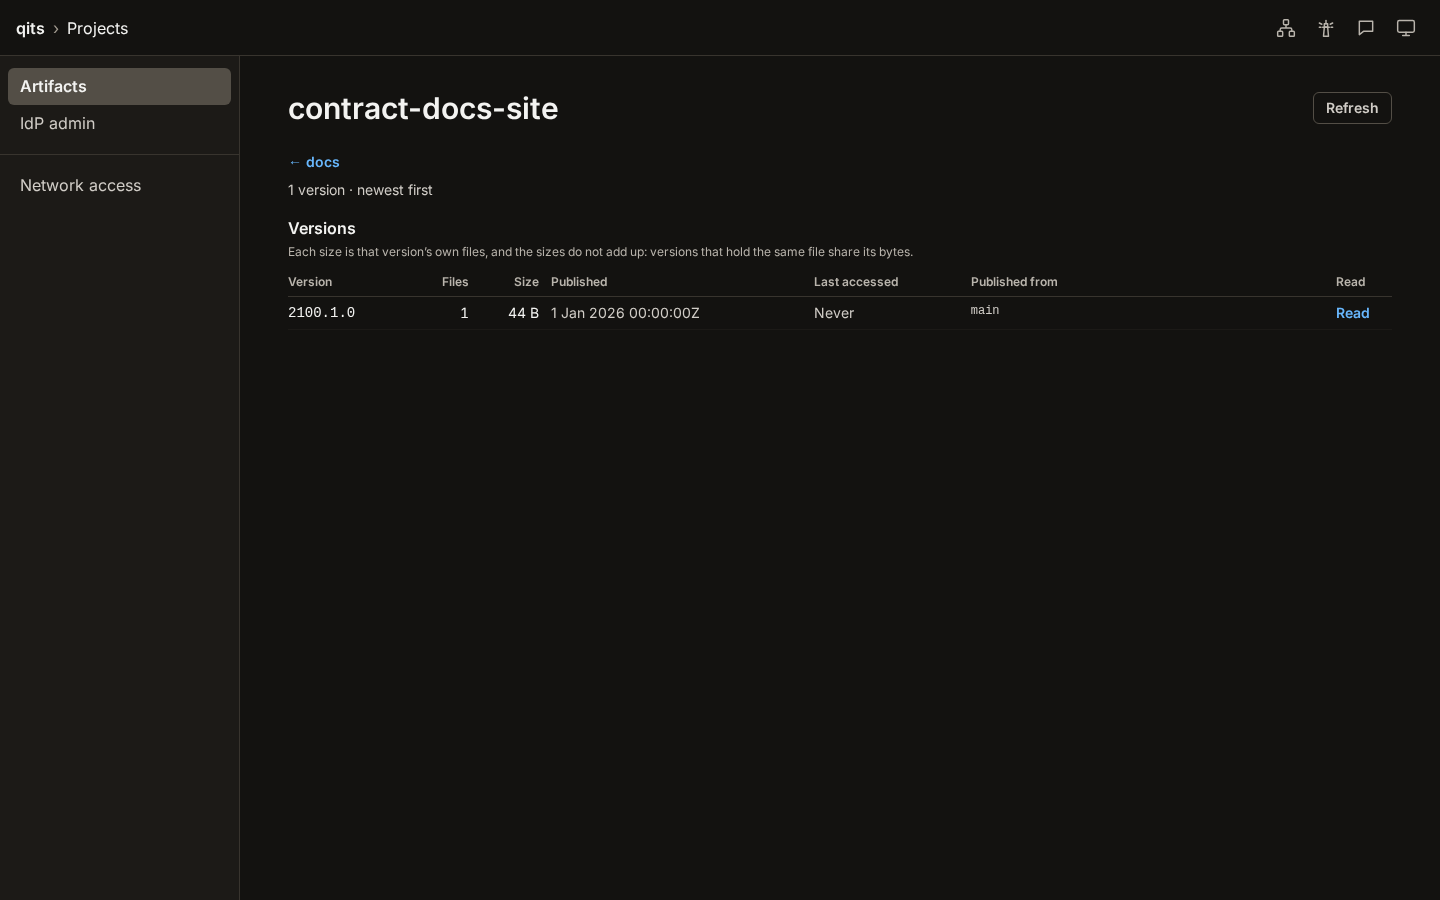 qits › Projects
Artifacts
IdP admin
Network access
contract-docs-site
Refresh
← docs
1 version · newest first
Versions
Each size is that version’s own files, and the sizes do not add up: versions that hold the same file share its bytes.
Version Files Size Published Last accessed Published from Read
2100.1.0 1 44 B 1 Jan 2026 00:00:00Z Never main Read